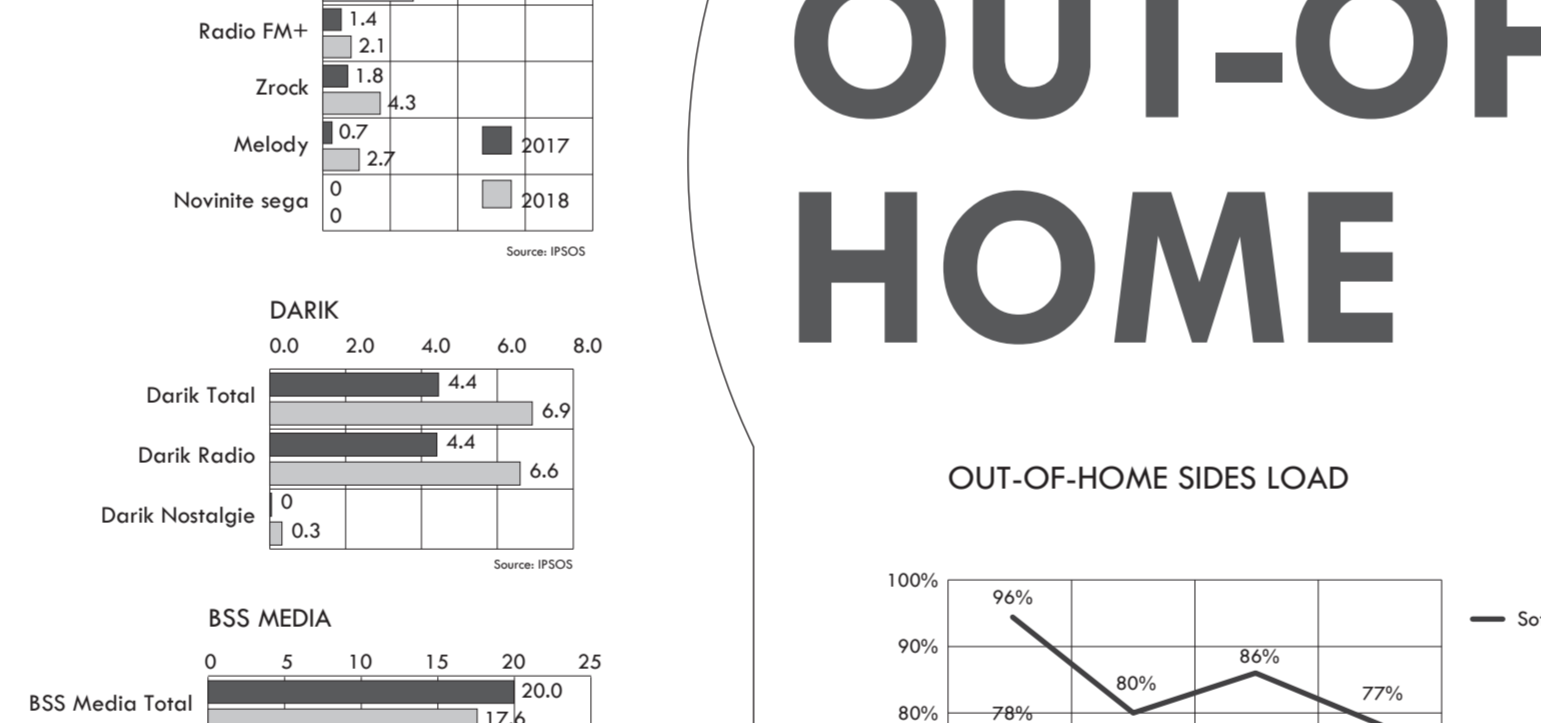 Radio FM+
1.4
2.1
Zrock
1.8
4.3
Melody
0.7
2.7
Novinite sega
0
0
2017
2018
Source: IPSOS
DARIK
0.0 2.0 4.0 6.0 8.0
Darik Total
4.4
6.9
Darik Radio
4.4
6.6
Darik Nostalgie
0
0.3
Source: IPSOS
BSS MEDIA
0 5 10 15 20 25
BSS Media Total
20.0
17.6
OUT-OF
HOME
OUT-OF-HOME SIDES LOAD
100%
90%
80%
96%
80%
86%
77%
78%